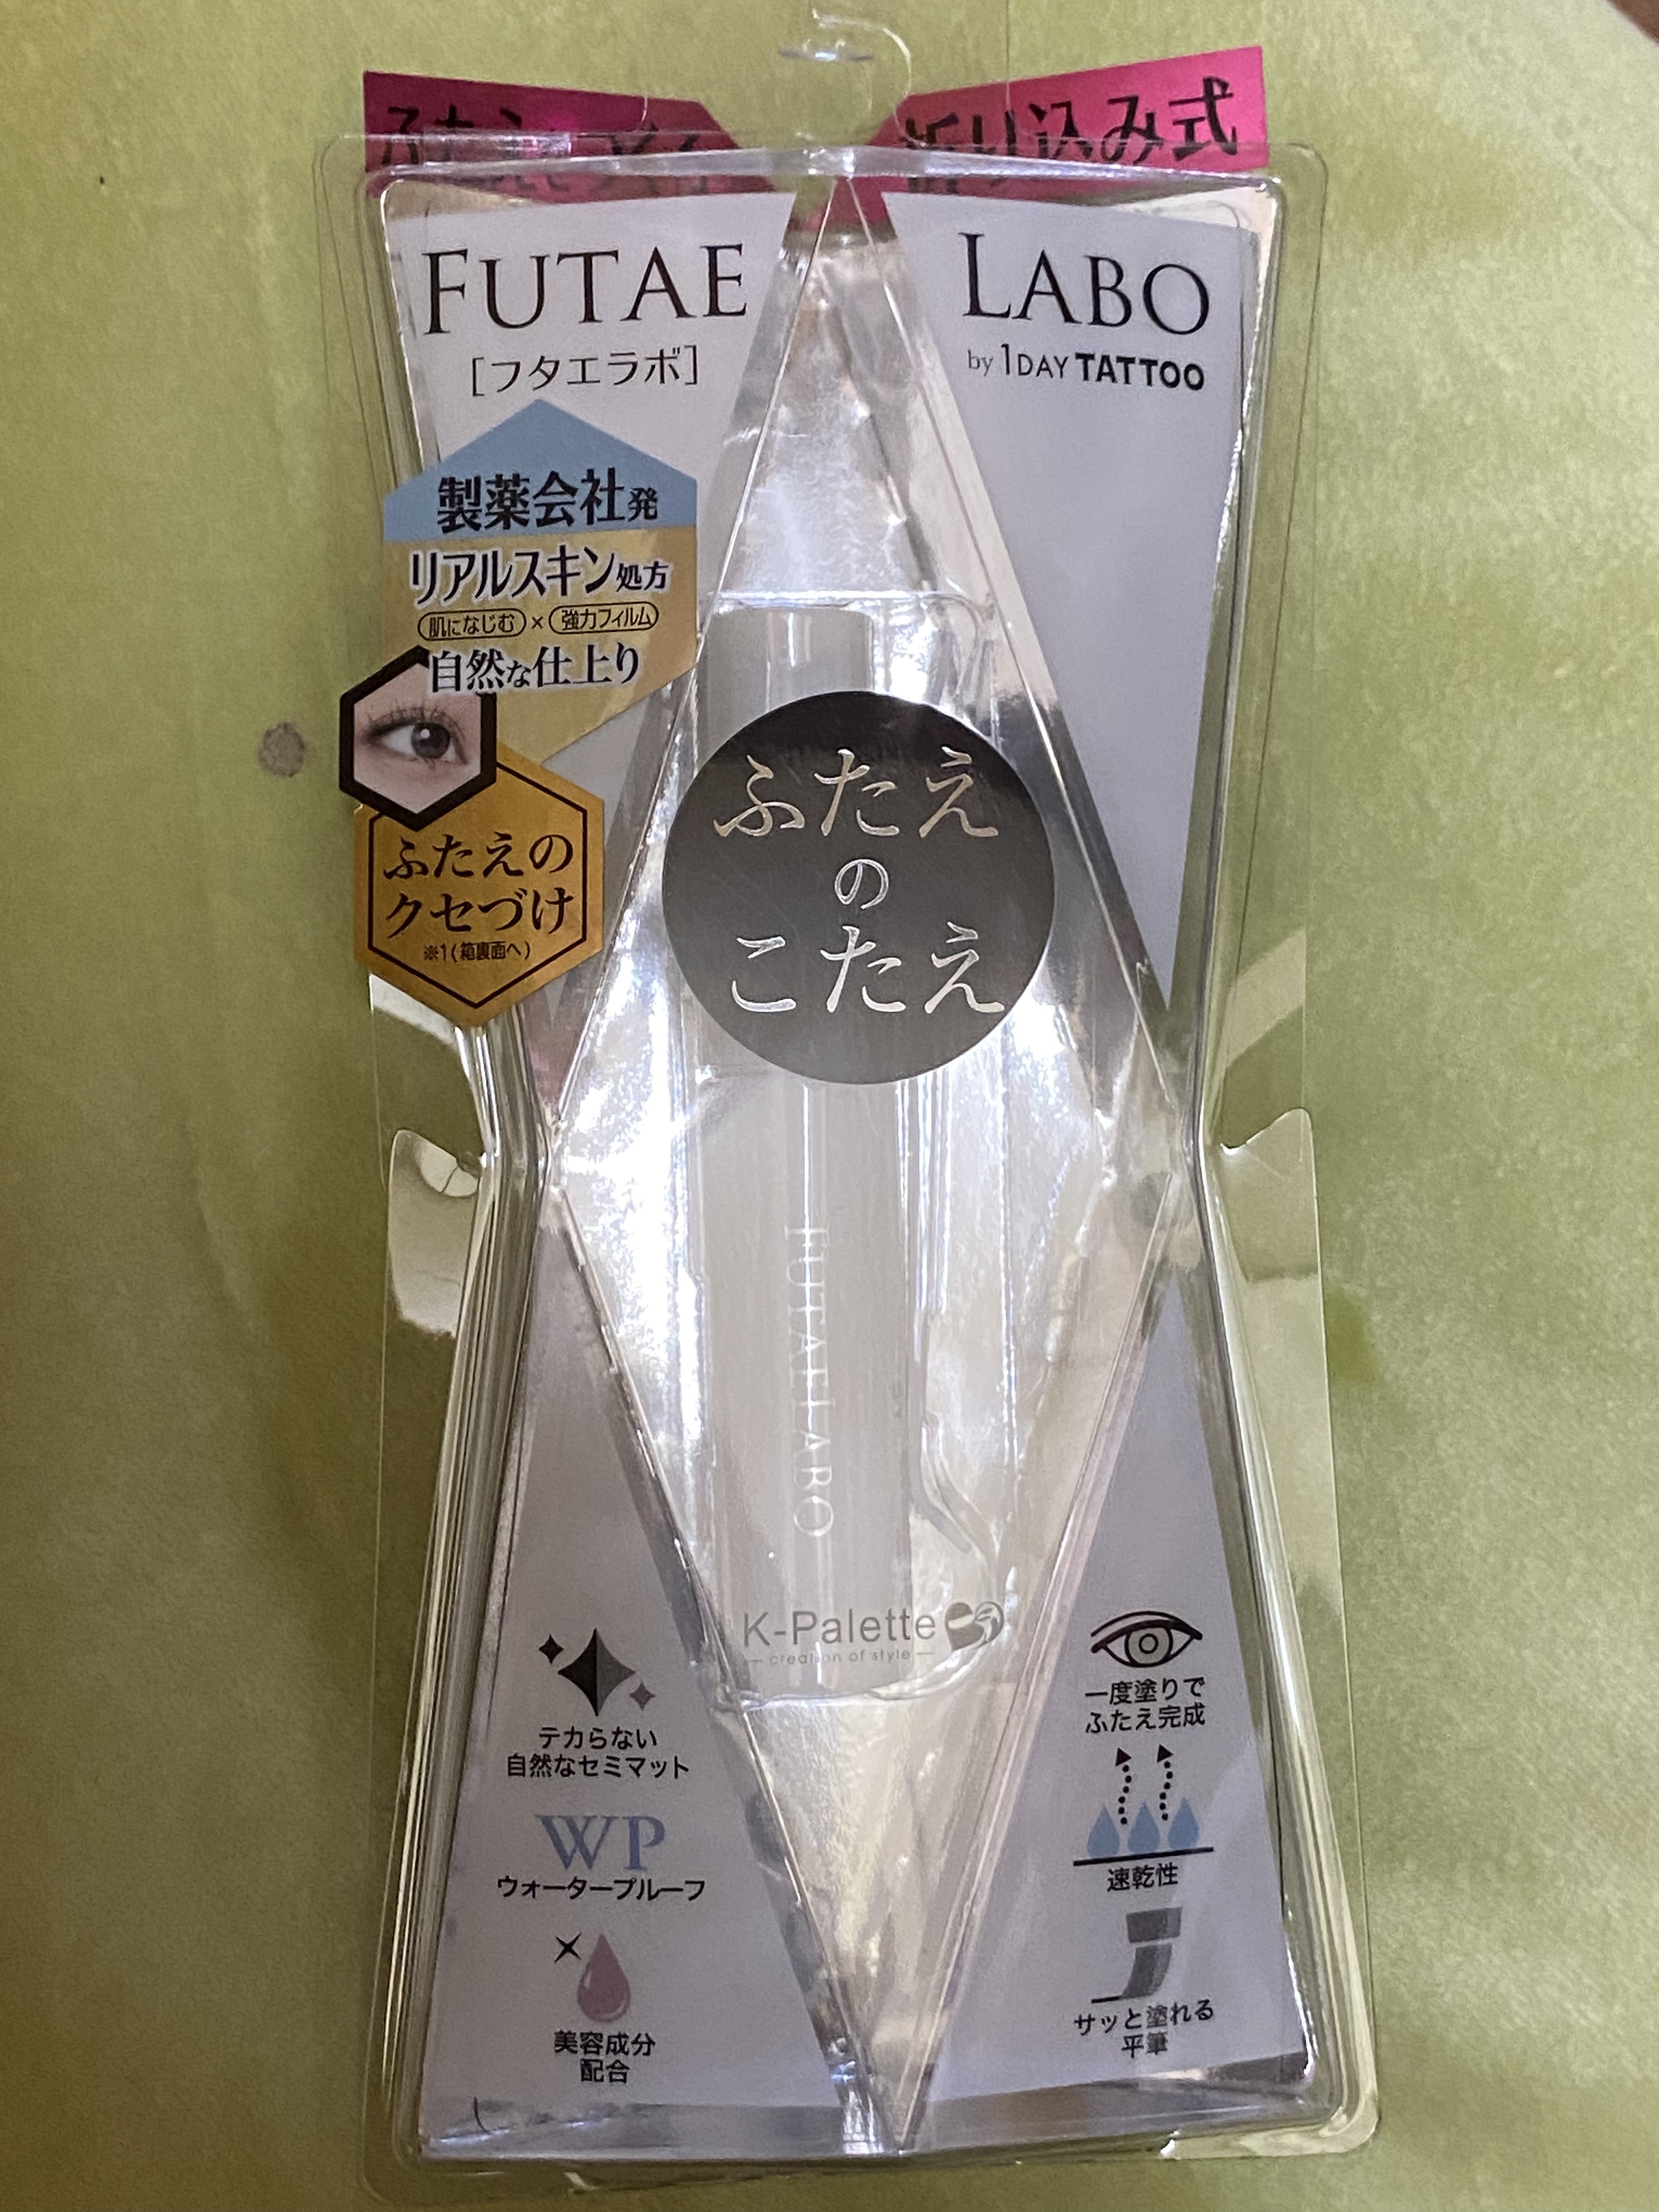 折り込み式
FUTAE LABO
[フタエラボ]
by 1DAY TATTOO
製薬会社発
リアルスキン処方
肌になじむ × 強力フィルム
自然な仕上り
ふたえの
クセづけ
※1(箱裏面へ)
ふたえ
の
こたえ
[FUTAE LABO
K-Palette
creation of style
テカらない
自然なセミマット
WP
ウォータープルーフ
美容成分
配合
一度塗りで
ふたえ完成
速乾性
サッと塗れる
平筆